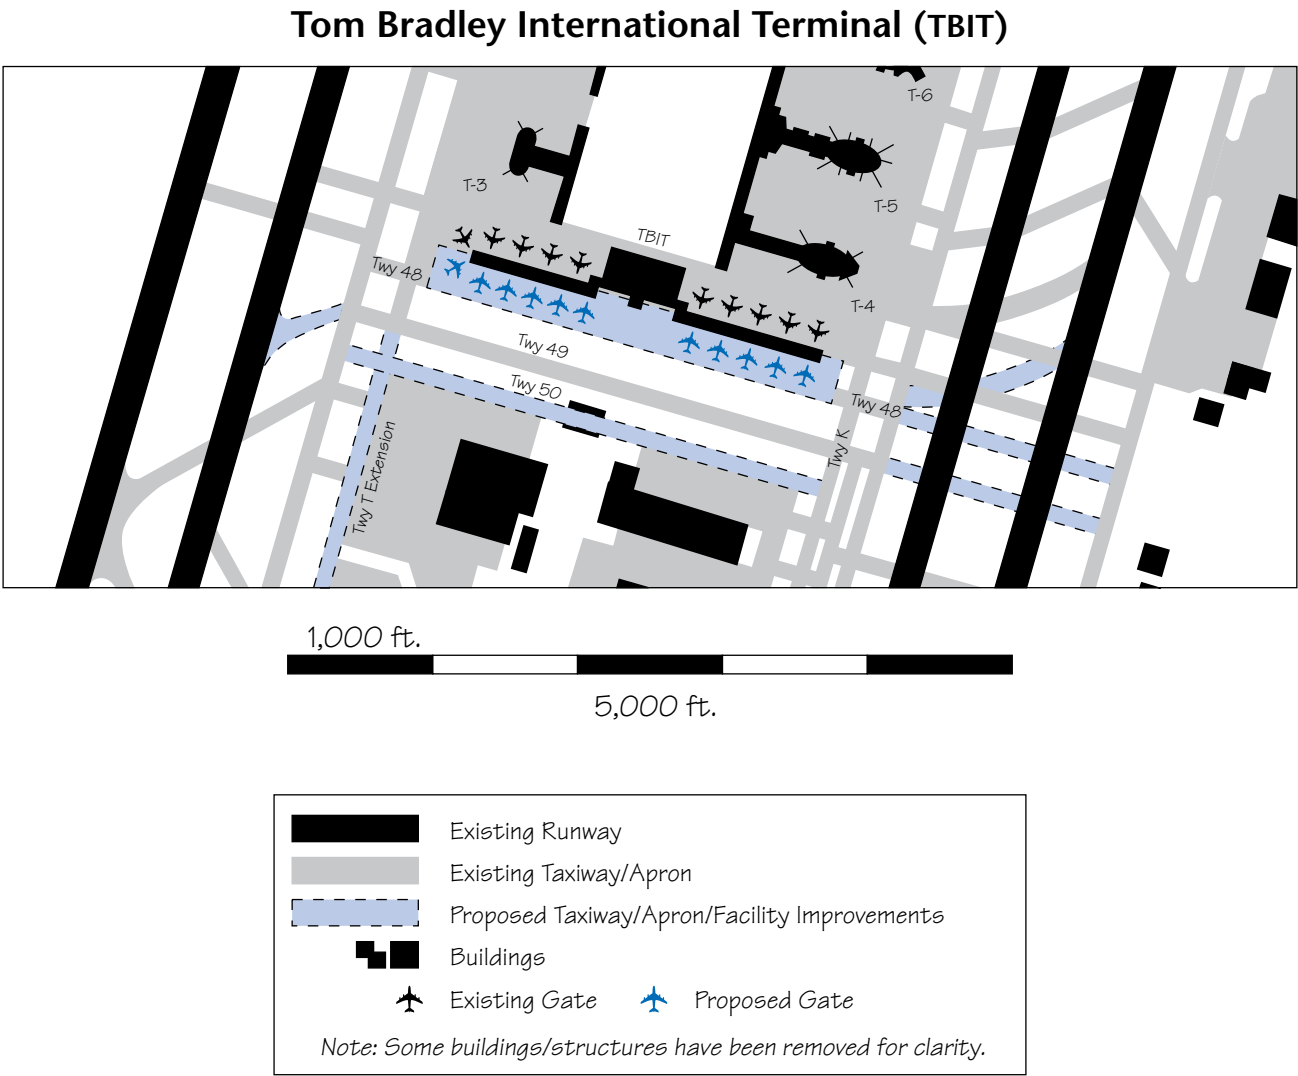 Tom Bradley International Terminal (TBIT)
T-6
T-3
T-5
TBIT
Twy 48
T-4
Twy 49
Twy 50
Twy 48
Twy K
Twy T Extension
1,000 ft.
5,000 ft.
Existing Runway
Existing Taxiway/Apron
Proposed Taxiway/Apron/Facility Improvements
Buildings
Existing Gate Proposed Gate
Note: Some buildings/structures have been removed for clarity.